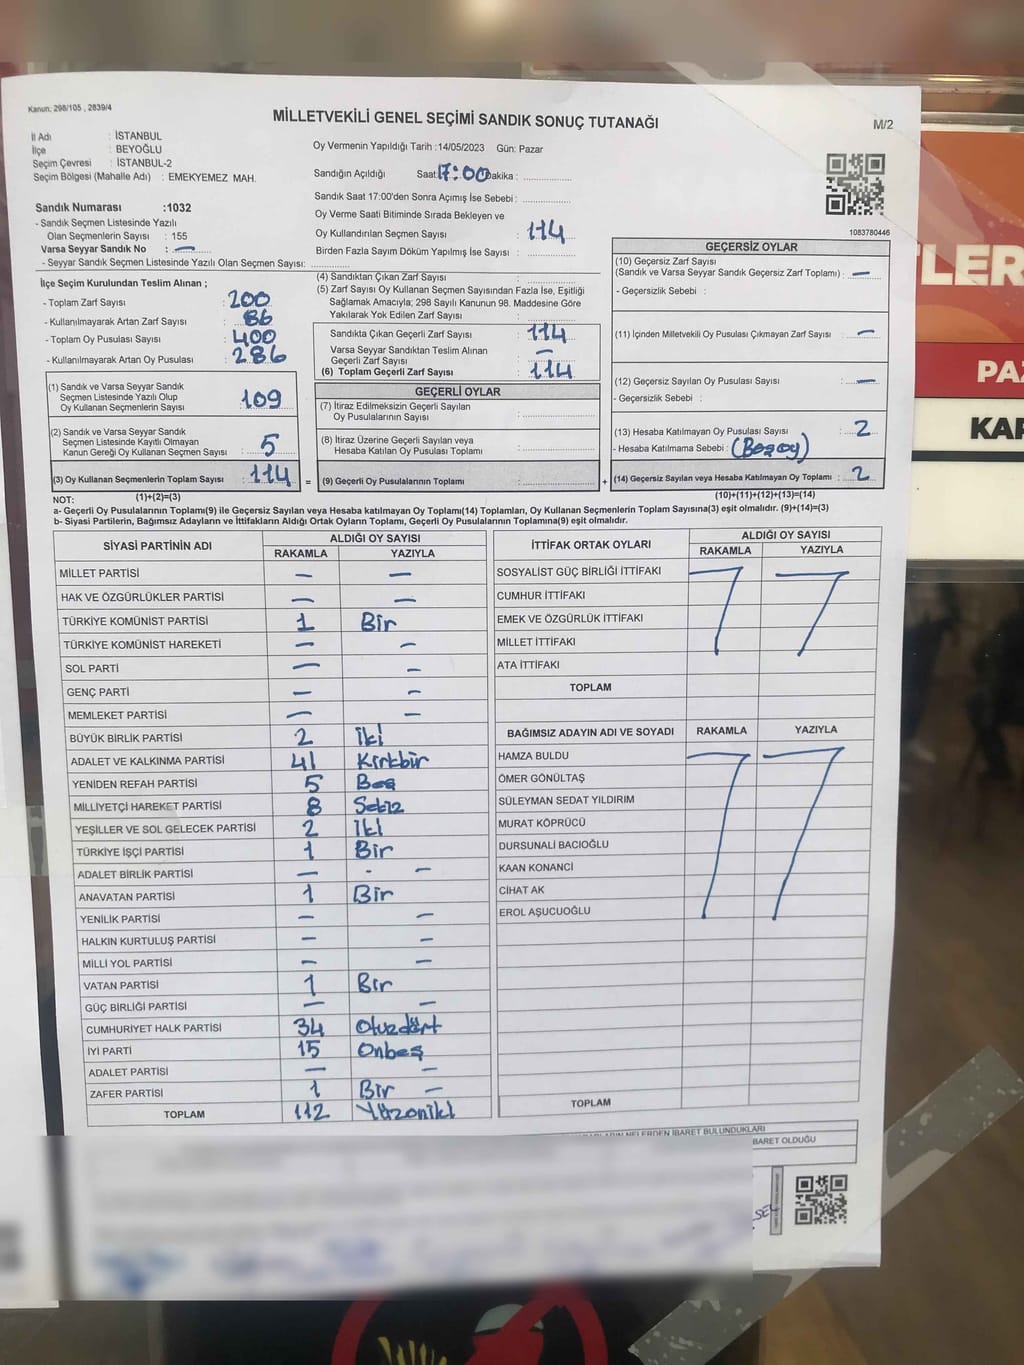 Kanun: 298/105 , 2839/4
MİLLETVEKİLİ GENEL SEÇİMİ SANDIK SONUÇ TUTANAĞI
M/2
İl Adı : İSTANBUL
İlçe : BEYOĞLU
Seçim Çevresi : İSTANBUL-2
Seçim Bölgesi (Mahalle Adı) : EMEKYEMEZ MAH.
Oy Vermenin Yapıldığı Tarih :14/05/2023 Gün: Pazar
Sandığın Açıldığı Saat 17:00 Dakika :
Sandık Saat 17:00'den Sonra Açımış İse Sebebi :
Sandık Numarası :1032
- Sandık Seçmen Listesinde Yazılı
Olan Seçmenlerin Sayısı : 155
Varsa Seyyar Sandık No : —
- Seyyar Sandık Seçmen Listesinde Yazılı Olan Seçmen Sayısı:
Oy Verme Saati Bitiminde Sırada Bekleyen ve
Oy Kullandırılan Seçmen Sayısı : 114
Birden Fazla Sayım Döküm Yapılmış İse Sayısı :
1083780446
İlçe Seçim Kurulundan Teslim Alınan ;
- Toplam Zarf Sayısı : 200
- Kullanılmayarak Artan Zarf Sayısı : 86
- Toplam Oy Pusulası Sayısı : 400
- Kullanılmayarak Artan Oy Pusulası : 286
(4) Sandıktan Çıkan Zarf Sayısı :
(5) Zarf Sayısı Oy Kullanan Seçmen Sayısından Fazla İse, Eşitliği
Sağlamak Amacıyla; 298 Sayılı Kanunun 98. Maddesine Göre
Yakılarak Yok Edilen Zarf Sayısı :
Sandıkta Çıkan Geçerli Zarf Sayısı : 114
Varsa Seyyar Sandıktan Teslim Alınan
Geçerli Zarf Sayısı : —
(6) Toplam Geçerli Zarf Sayısı : 114
GEÇERSİZ OYLAR
(10) Geçersiz Zarf Sayısı
(Sandık ve Varsa Seyyar Sandık Geçersiz Zarf Toplamı) : —
- Geçersizlik Sebebi :
(11) İçinden Milletvekili Oy Pusulası Çıkmayan Zarf Sayısı : —
(12) Geçersiz Sayılan Oy Pusulası Sayısı : —
- Geçersizlik Sebebi :
(13) Hesaba Katılmayan Oy Pusulası Sayısı : 2
- Hesaba Katılmama Sebebi :
(14) Geçersiz Sayılan veya Hesaba Katılmayan Oy Toplamı : 2
(10)+(11)+(12)+(13)=(14)
(1) Sandık ve Varsa Seyyar Sandık
Seçmen Listesinde Yazılı Olup
Oy Kullanan Seçmenlerin Sayısı : 109
(2) Sandık ve Varsa Seyyar Sandık
Seçmen Listesinde Kayıtlı Olmayan
Kanun Gereği Oy Kullanan Seçmen Sayısı : 5
(3) Oy Kullanan Seçmenlerin Toplam Sayısı : 114 =
(1)+(2)=(3)
GEÇERLİ OYLAR
(7) İtiraz Edilmeksizin Geçerli Sayılan
Oy Pusulalarının Sayısı :
(8) İtiraz Üzerine Geçerli Sayılan veya
Hesaba Katılan Oy Pusulası Toplamı :
(9) Geçerli Oy Pusulalarının Toplamı : +
NOT:
a- Geçerli Oy Pusulasının Toplamı(9) ile Geçersiz Sayılan veya Hesaba katılmayan Oy Toplamı(14) Toplamları, Oy Kullanan Seçmenlerin Toplam Sayısına(3) eşit olmalıdır. (9)+(14)=(3)
b- Siyasi Partilerin, Bağımsız Adayların ve İttifakların Aldığı Ortak Oyların Toplamı, Geçerli Oy Pusulalarının Toplamına(9) eşit olmalıdır.
SİYASİ PARTİNİN ADI ALDIĞI OY SAYISI
RAKAMLA YAZIYLA
MİLLET PARTİSİ — —
HAK VE ÖZGÜRLÜKLER PARTİSİ — —
TÜRKİYE KOMÜNİST PARTİSİ 1 Bir
TÜRKİYE KOMÜNİST HAREKETİ — —
SOL PARTİ — —
GENÇ PARTİ — —
MEMLEKET PARTİSİ — —
BÜYÜK BİRLİK PARTİSİ 2 İki
ADALET VE KALKINMA PARTİSİ 41 Kırkbir
YENİDEN REFAH PARTİSİ 5 Beş
MİLLİYETÇİ HAREKET PARTİSİ 8 Sekiz
YEŞİLLER VE SOL GELECEK PARTİSİ 2 İki
TÜRKİYE İŞÇİ PARTİSİ 1 Bir
ADALET BİRLİK PARTİSİ — —
ANAVATAN PARTİSİ 1 Bir
YENİLİK PARTİSİ — —
HALKIN KURTULUŞ PARTİSİ — —
MİLLİ YOL PARTİSİ — —
VATAN PARTİSİ 1 Bir
GÜÇ BİRLİĞİ PARTİSİ — —
CUMHURİYET HALK PARTİSİ 34 Otuzdört
İYİ PARTİ 15 Onbeş
ADALET PARTİSİ — —
ZAFER PARTİSİ 1 Bir —
TOPLAM 112 Yüzoniki
İTTİFAK ORTAK OYLARI ALDIĞI OY SAYISI
RAKAMLA YAZIYLA
SOSYALİST GÜÇ BİRLİĞİ İTTİFAKI
CUMHUR İTTİFAKI
EMEK VE ÖZGÜRLÜK İTTİFAKI
MİLLET İTTİFAKI
ATA İTTİFAKI
TOPLAM
BAĞIMSIZ ADAYIN ADI VE SOYADI RAKAMLA YAZIYLA
HAMZA BULDU
ÖMER GÖNÜLTAŞ
SÜLEYMAN SEDAT YILDIRIM
MURAT KÖPRÜCÜ
DURSUNALİ BACIOĞLU
KAAN KONANCİ
CİHAT AK
EROL AŞUCUOĞLU
TOPLAM
NELERDEN İBARET BULUNDUKLARI
BARET OLDUĞU
LER
PA
KAR